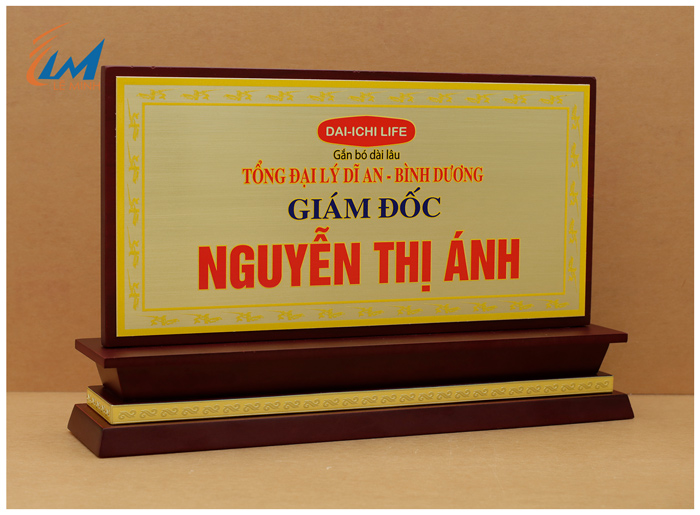 LM
DAI-ICHI LIFE
Gắn bó dài lâu
TỔNG ĐẠI LÝ DĨ AN - BÌNH DƯƠNG
GIÁM ĐỐC
NGUYỄN THỊ ÁNH